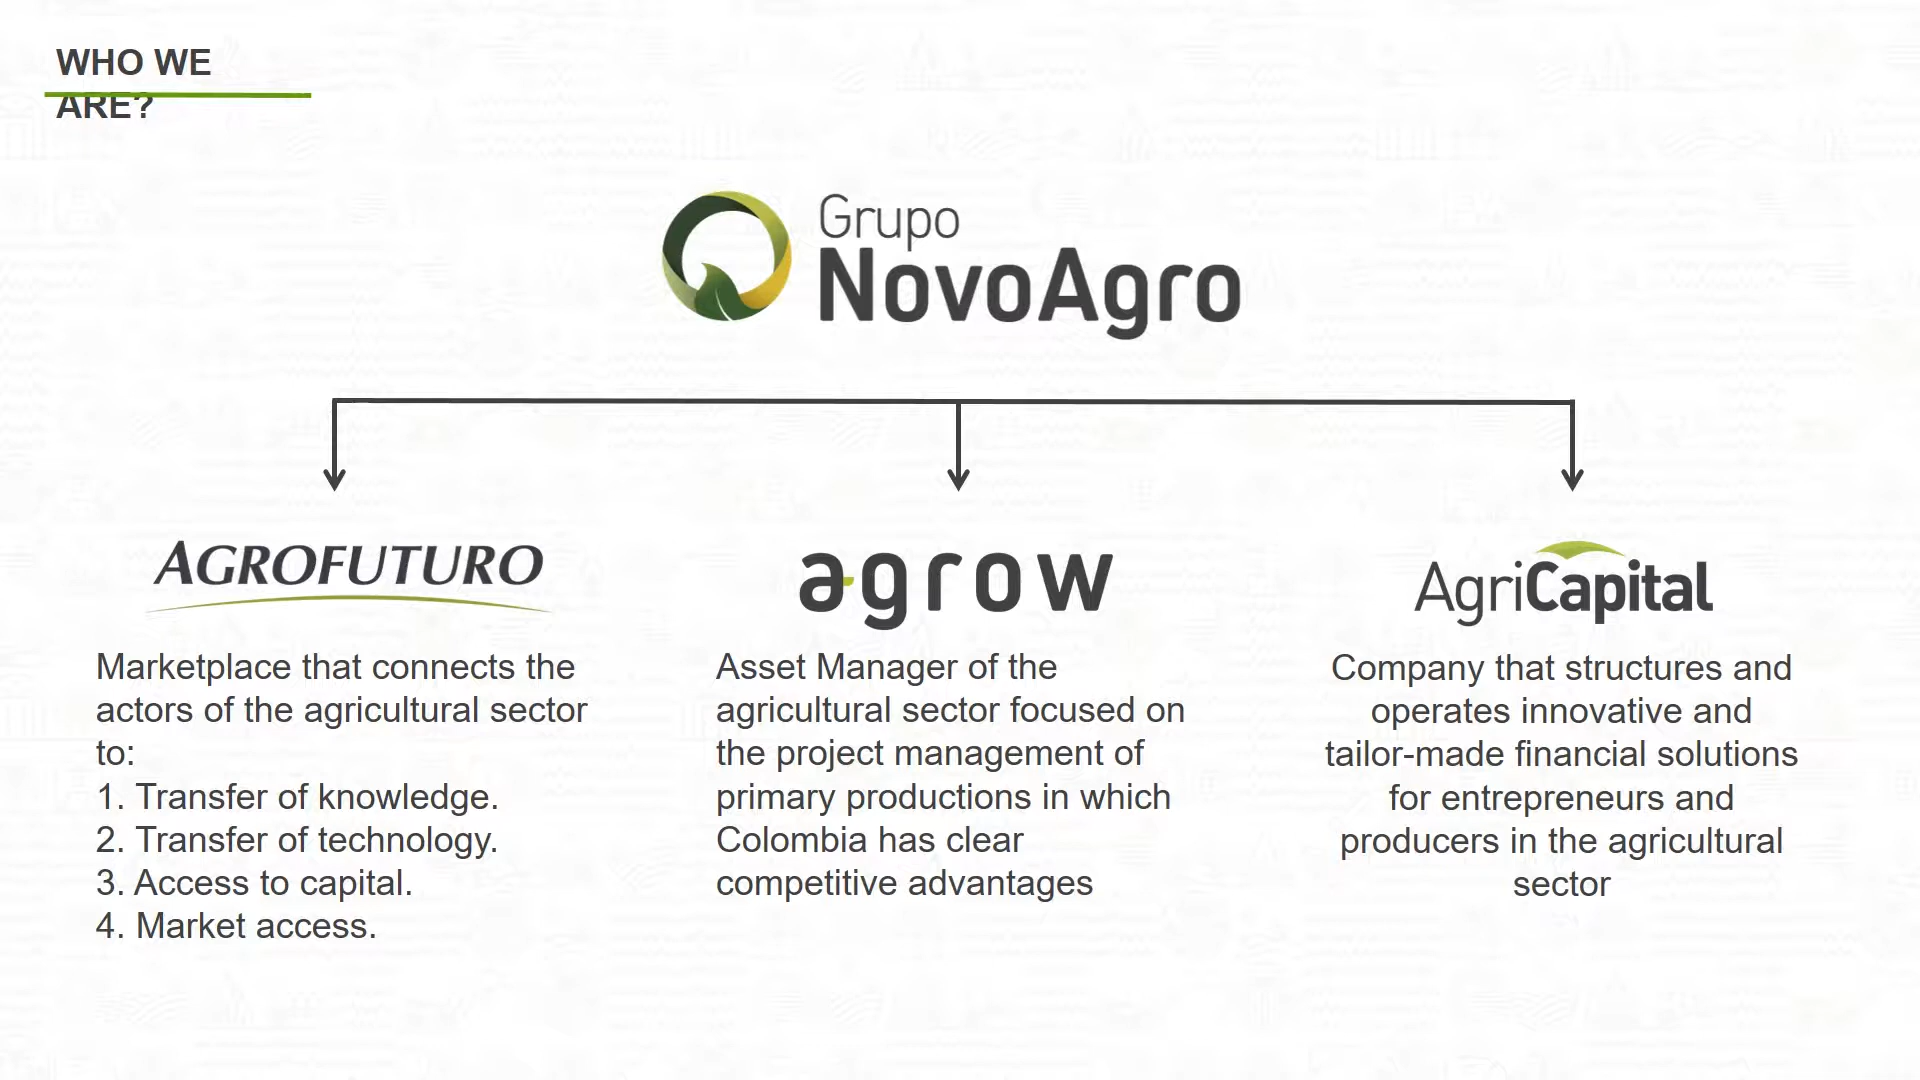 WHO WE
ARE?
Grupo
NovoAgro
AGROFUTURO
Marketplace that connects the
actors of the agricultural sector
to:
1. Transfer of knowledge.
2. Transfer of technology.
3. Access to capital.
4. Market access.
agrow
Asset Manager of the
agricultural sector focused on
the project management of
primary productions in which
Colombia has clear
competitive advantages
AgriCapital
Company that structures and
operates innovative and
tailor-made financial solutions
for entrepreneurs and
producers in the agricultural
sector